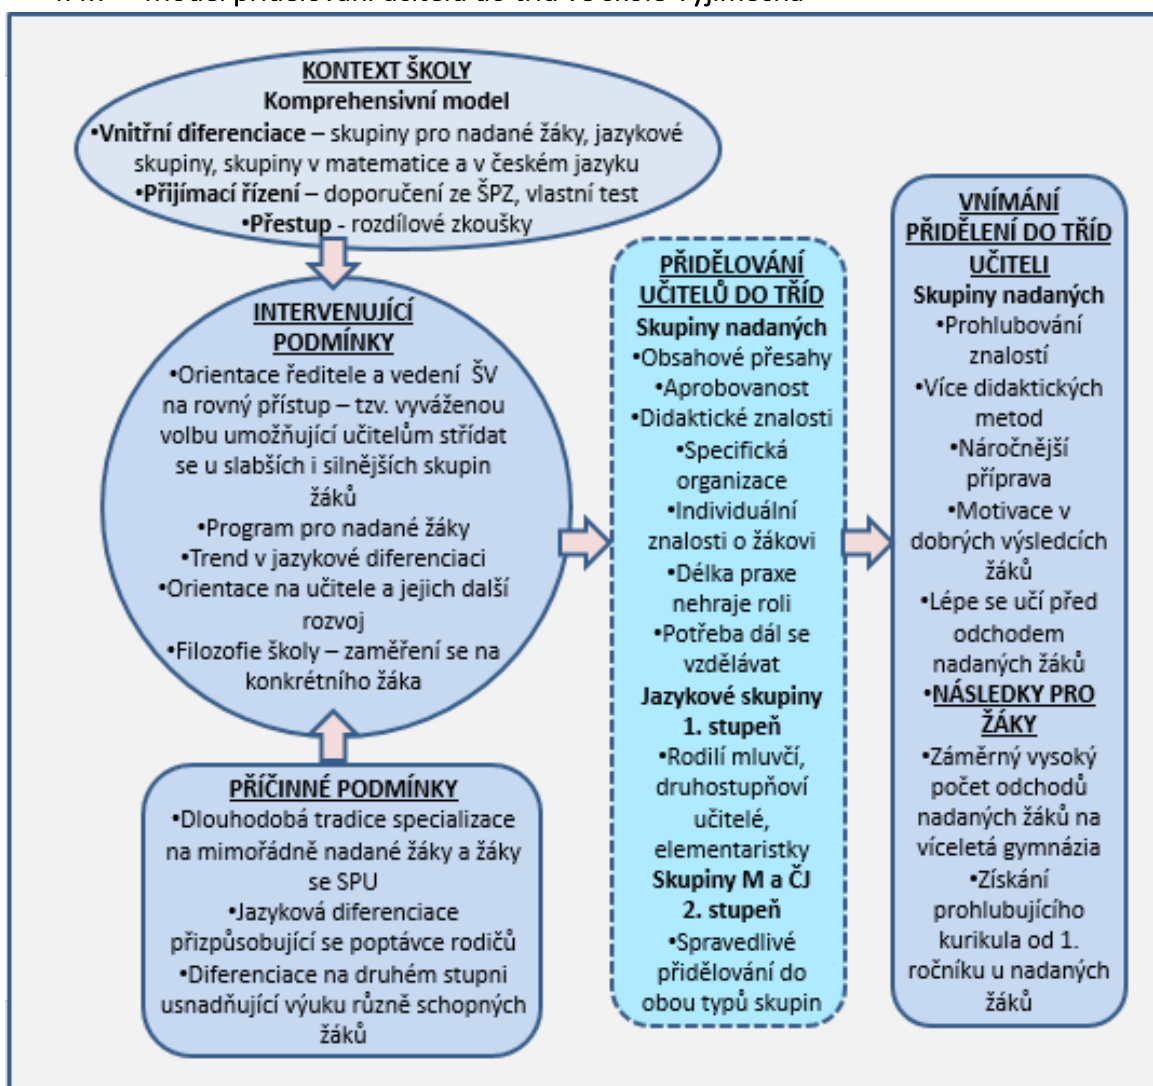 KONTEXT ŠKOLY
Komprehensivní model
•Vnitřní diferenciace – skupiny pro nadané žáky, jazykové
skupiny, skupiny v matematice a v českém jazyku
•Přijímací řízení – doporučení ze ŠPZ, vlastní test
•Přestup - rozdílové zkoušky
INTERVENUJÍCÍ
PODMÍNKY
•Orientace ředitele a vedení ŠV
na rovný přístup – tzv. vyváženou
volbu umožňující učitelům střídat
se u slabších i silnějších skupin
žáků
•Program pro nadané žáky
•Trend v jazykové diferenciaci
•Orientace na učitele a jejich další
rozvoj
•Filozofie školy – zaměření se na
konkrétního žáka
PŘÍČINNÉ PODMÍNKY
•Dlouhodobá tradice specializace
na mimořádně nadané žáky a žáky
se SPU
•Jazyková diferenciace
přizpůsobující se poptávce rodičů
•Diferenciace na druhém stupni
usnadňující výuku různě schopných
žáků
PŘIDĚLOVÁNÍ
UČITELŮ DO TŘÍD
Skupiny nadaných
•Obsahové přesahy
•Aprobovanost
•Didaktické znalosti
•Specifická
organizace
•Individuální
znalosti o žákovi
•Délka praxe
nehraje roli
•Potřeba dál se
vzdělávat
Jazykové skupiny
1. stupeň
•Rodilí mluvčí,
druhostupňoví
učitelé,
elementaristky
Skupiny M a ČJ
2. stupeň
•Spravedlivé
přidělování do
obou typů skupin
VNÍMÁNÍ
PŘIDĚLENÍ DO TŘÍD
UČITELI
Skupiny nadaných
•Prohlubování
znalostí
•Více didaktických
metod
•Náročnější
příprava
•Motivace v
dobrých výsledcích
žáků
•Lépe se učí před
odchodem
nadaných žáků
•NÁSLEDKY PRO
ŽÁKY
•Záměrný vysoký
počet odchodů
nadaných žáků na
víceletá gymnázia
•Získání
prohlubujícího
kurikula od 1.
ročníku u nadaných
žáků